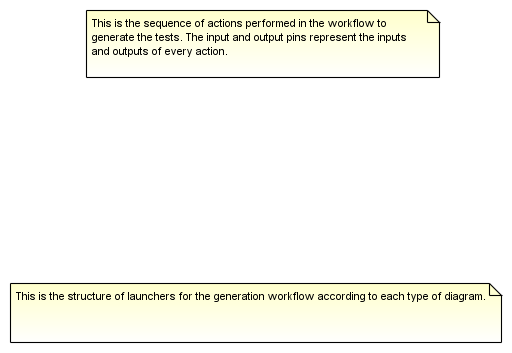 This is the sequence of actions performed in the workflow to
generate the tests. The input and output pins represent the inputs
and outputs of every action.
This is the structure of launchers for the generation workflow according to each type of diagram.